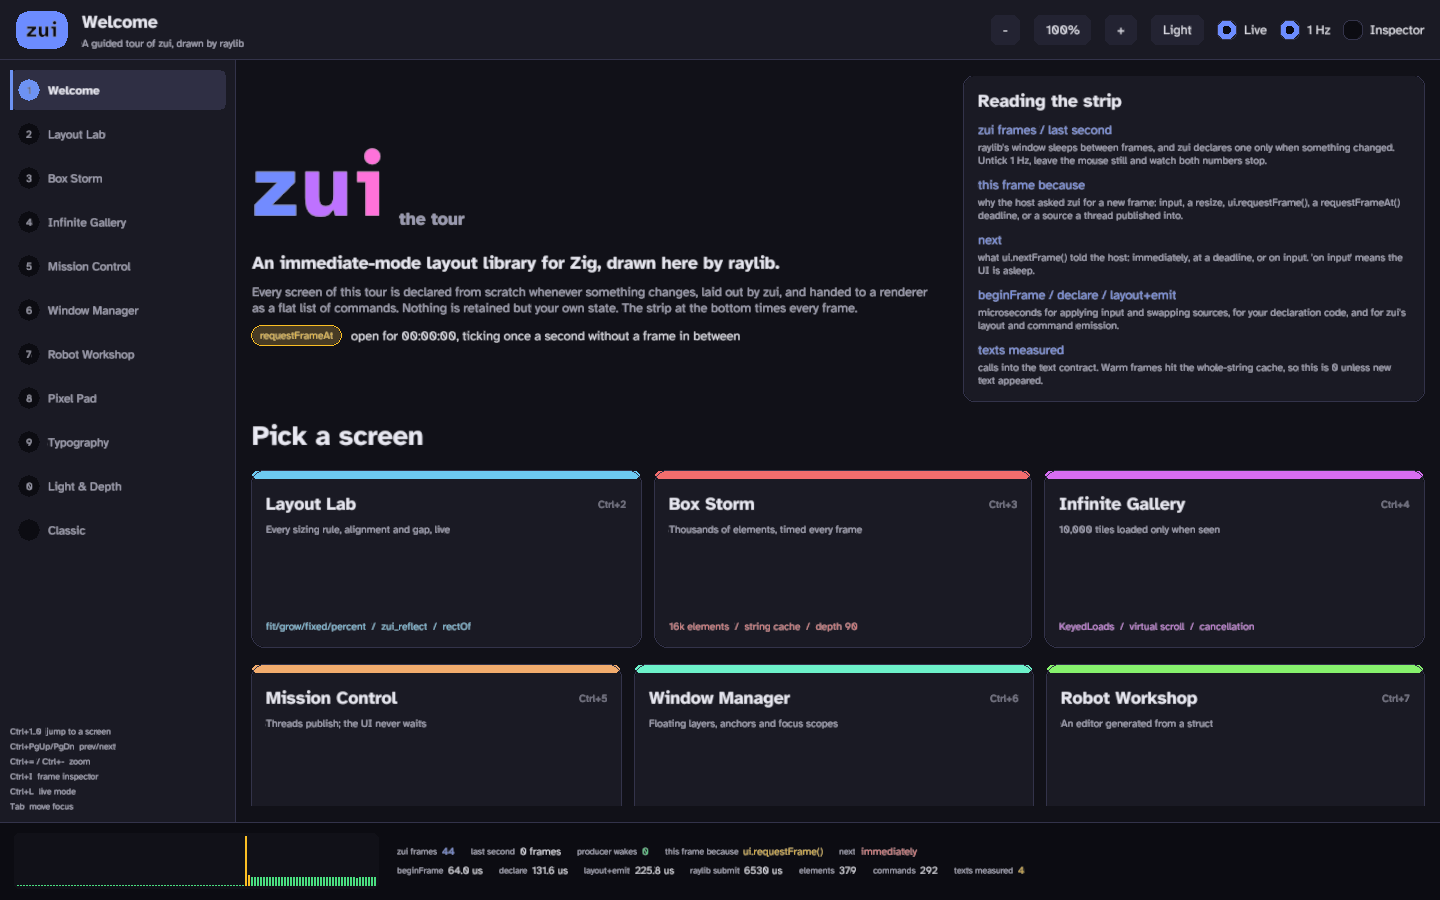 zui
Welcome
A guided tour of zui, drawn by raylib
-
100%
+
Light
Live
1 Hz
Inspector
1 Welcome
2 Layout Lab
3 Box Storm
4 Infinite Gallery
5 Mission Control
6 Window Manager
7 Robot Workshop
8 Pixel Pad
9 Typography
0 Light & Depth
Classic
Ctrl+1..0 jump to a screen
Ctrl+PgUp/PgDn prev/next
Ctrl+= / Ctrl+- zoom
Ctrl+I frame inspector
Ctrl+L live mode
Tab move focus
zui the tour
An immediate-mode layout library for Zig, drawn here by raylib.
Every screen of this tour is declared from scratch whenever something changes, laid out by zui, and handed to a renderer
as a flat list of commands. Nothing is retained but your own state. The strip at the bottom times every frame.
requestFrameAt open for 00:00:00, ticking once a second without a frame in between
Reading the strip
zui frames / last second
raylib's window sleeps between frames, and zui declares one only when something changed.
Untick 1 Hz, leave the mouse still and watch both numbers stop.
this frame because
why the host asked zui for a new frame: input, a resize, ui.requestFrame(), a requestFrameAt()
deadline, or a source a thread published into.
next
what ui.nextFrame() told the host: immediately, at a deadline, or on input. 'on input' means the
UI is asleep.
beginFrame / declare / layout+emit
microseconds for applying input and swapping sources, for your declaration code, and for zui's
layout and command emission.
texts measured
calls into the text contract. Warm frames hit the whole-string cache, so this is 0 unless new
text appeared.
Pick a screen
Layout Lab Ctrl+2
Every sizing rule, alignment and gap, live
fit/grow/fixed/percent / zui_reflect / rectOf
Box Storm Ctrl+3
Thousands of elements, timed every frame
16k elements / string cache / depth 90
Infinite Gallery Ctrl+4
10,000 tiles loaded only when seen
KeyedLoads / virtual scroll / cancellation
Mission Control Ctrl+5
Threads publish; the UI never waits
Window Manager Ctrl+6
Floating layers, anchors and focus scopes
Robot Workshop Ctrl+7
An editor generated from a struct
zui frames 44 last second 0 frames producer wakes 0 this frame because ui.requestFrame() next immediately
beginFrame 64.0 us declare 131.6 us layout+emit 225.8 us raylib submit 6530 us elements 379 commands 292 texts measured 4